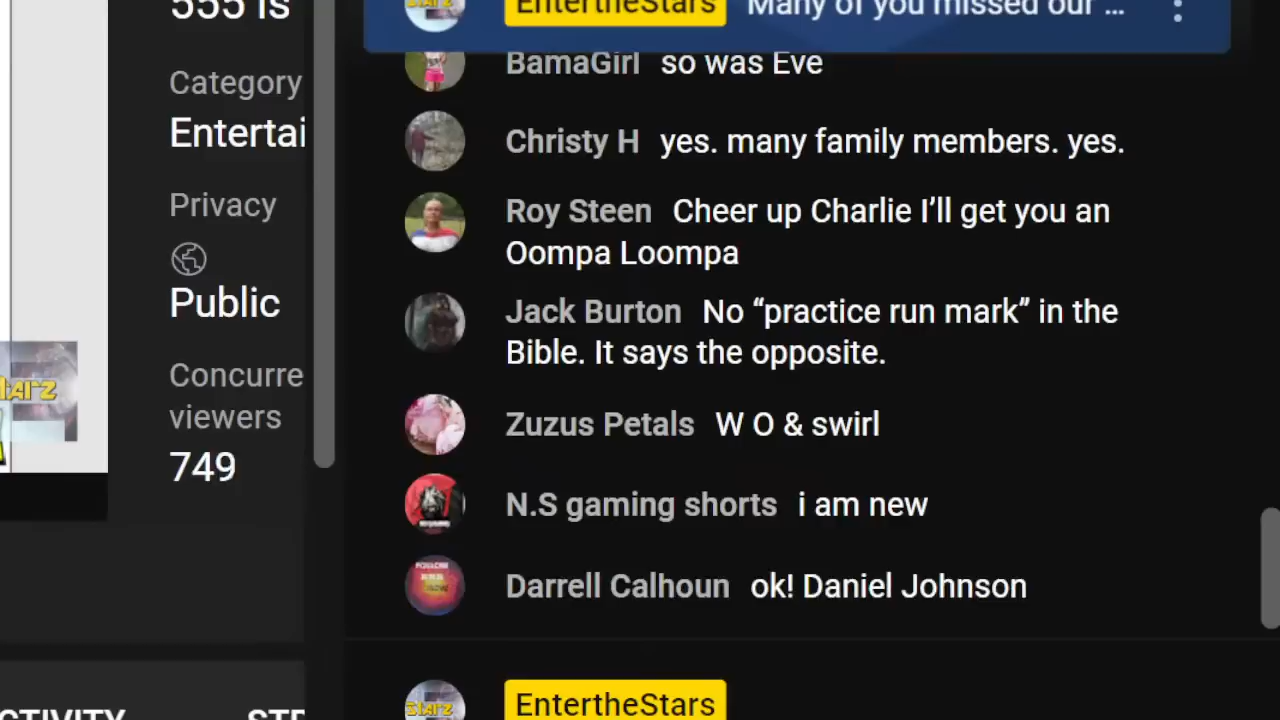 555 is
Category
Entertai
Privacy
Public
Concurre
viewers
749
CTIVITY
EntertheStars Many of you missed our ...
BamaGirl so was Eve
Christy H yes. many family members. yes.
Roy Steen Cheer up Charlie I’ll get you an
Oompa Loompa
Jack Burton No “practice run mark” in the
Bible. It says the opposite.
Zuzus Petals W O & swirl
N.S gaming shorts i am new
Darrell Calhoun ok! Daniel Johnson
EntertheStars